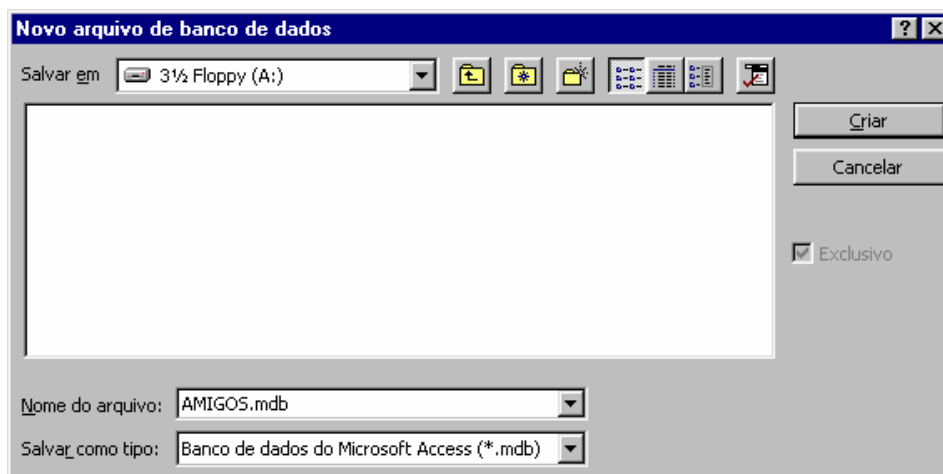 Novo arquivo de banco de dados
Salvar em 3½ Floppy (A:)
Criar
Cancelar
Exclusivo
Nome do arquivo: AMIGOS.mdb
Salvar como tipo: Banco de dados do Microsoft Access (*.mdb)